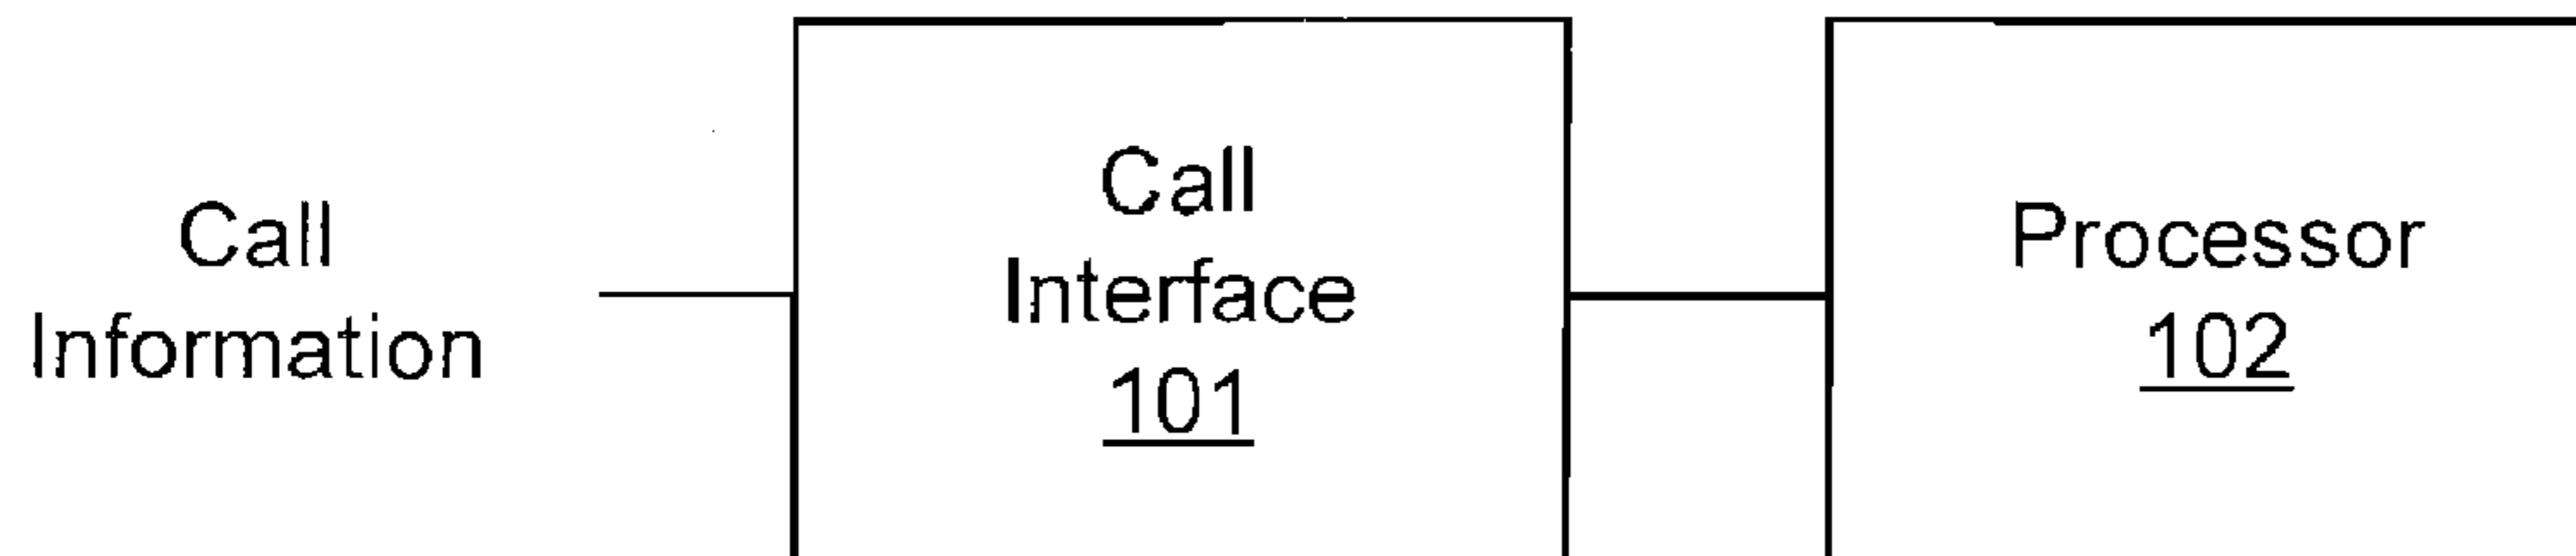 Call
Information
Call
Interface
101
Processor
102